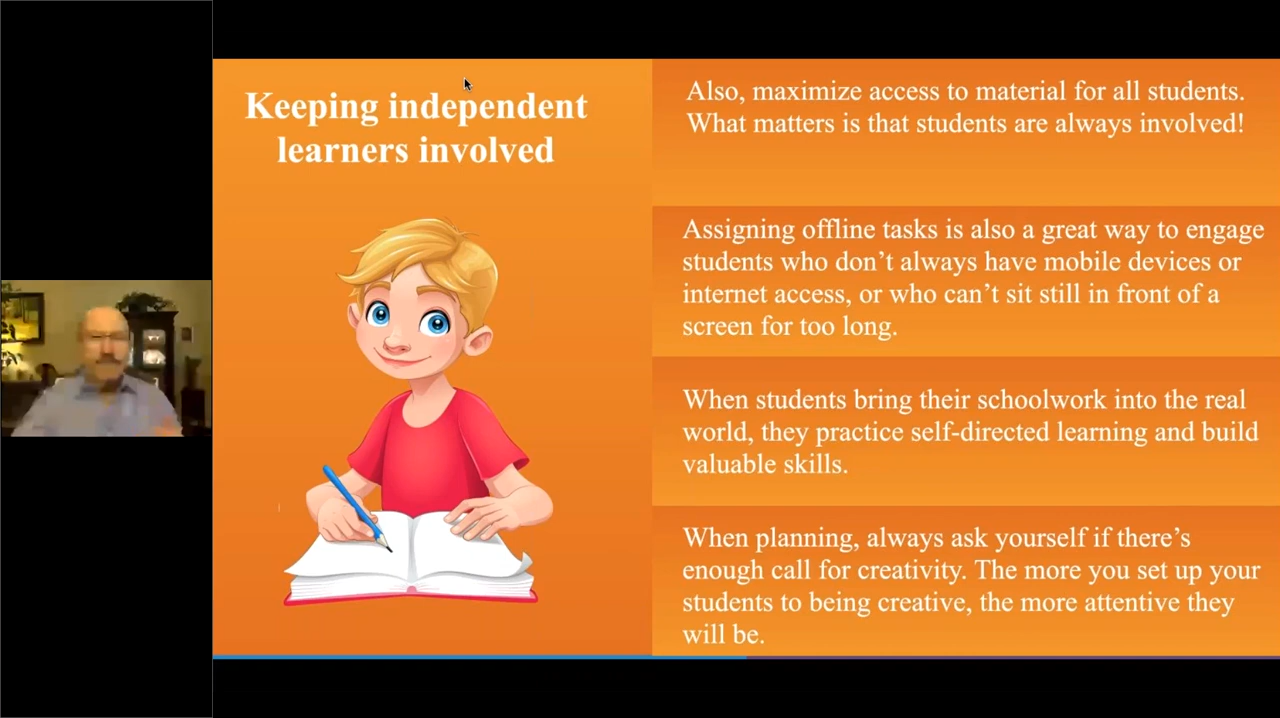 Keeping independent
learners involved
Also, maximize access to material for all students.
What matters is that students are always involved!
Assigning offline tasks is also a great way to engage
students who don’t always have mobile devices or
internet access, or who can’t sit still in front of a
screen for too long.
When students bring their schoolwork into the real
world, they practice self-directed learning and build
valuable skills.
When planning, always ask yourself if there’s
enough call for creativity. The more you set up your
students to being creative, the more attentive they
will be.